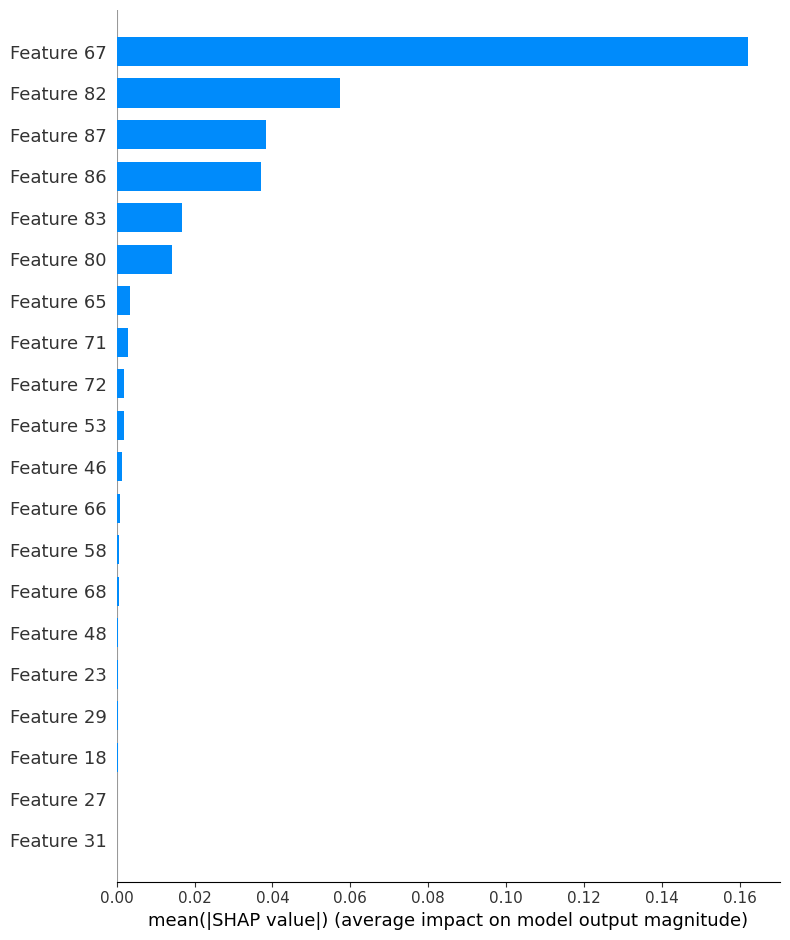 Feature 67
Feature 82
Feature 87
Feature 86
Feature 83
Feature 80
Feature 65
Feature 71
Feature 72
Feature 53
Feature 46
Feature 66
Feature 58
Feature 68
Feature 48
Feature 23
Feature 29
Feature 18
Feature 27
Feature 31
0.00 0.02 0.04 0.06 0.08 0.10 0.12 0.14 0.16
mean(|SHAP value|) (average impact on model output magnitude)